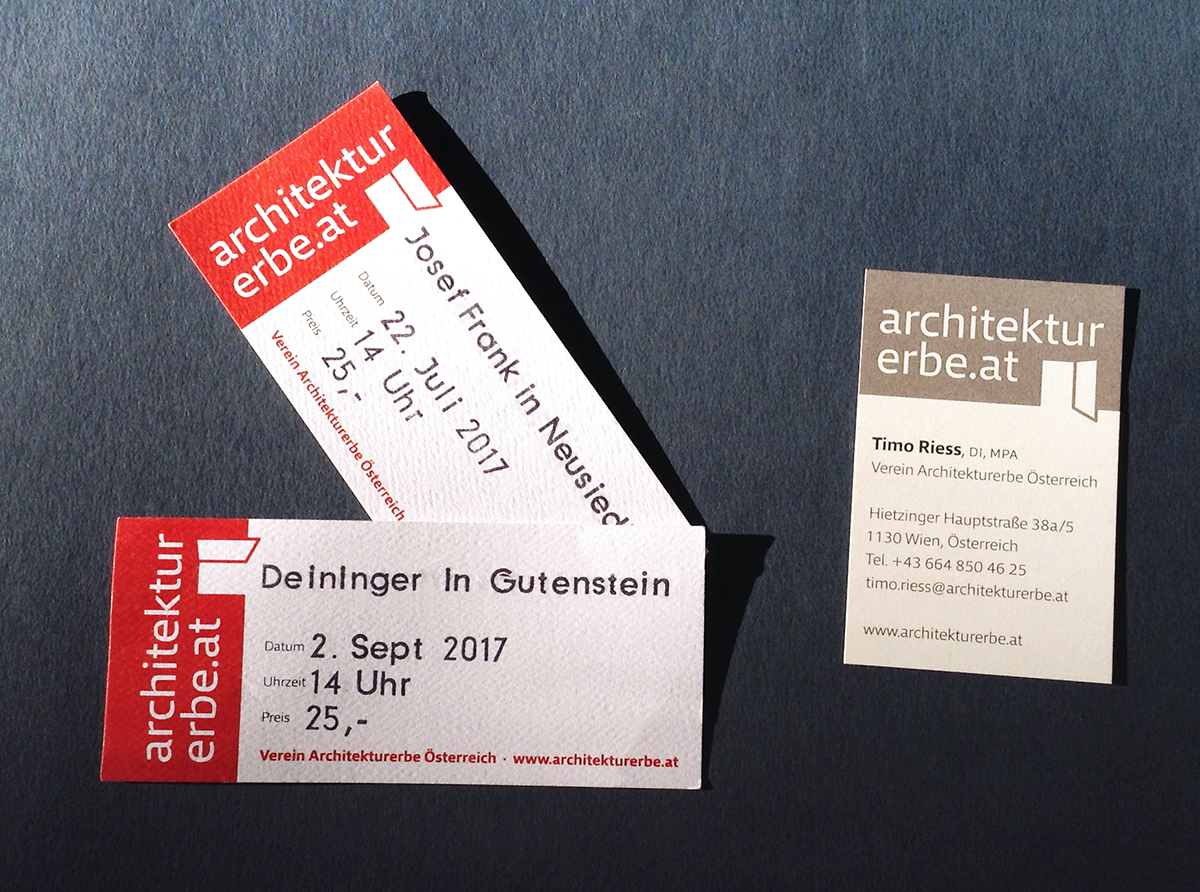 architektur
erbe.at
Josef Frank in
Datum 22. Juli 2017
Uhrzeit 14 Uhr
Preis 25,-
Verein Architekturerbe Österreich
architektur
erbe.at
Deininger in Gutenstein
Datum 2. Sept 2017
Uhrzeit 14 Uhr
Preis 25,-
Verein Architekturerbe Österreich · www.architekturerbe.at
architektur
erbe.at
Timo Riess, DI, MPA
Verein Architekturerbe Österreich
Hietzinger Hauptstraße 38a/5
1130 Wien, Österreich
Tel. +43 664 850 46 25
timo.riess@architekturerbe.at
www.architekturerbe.at